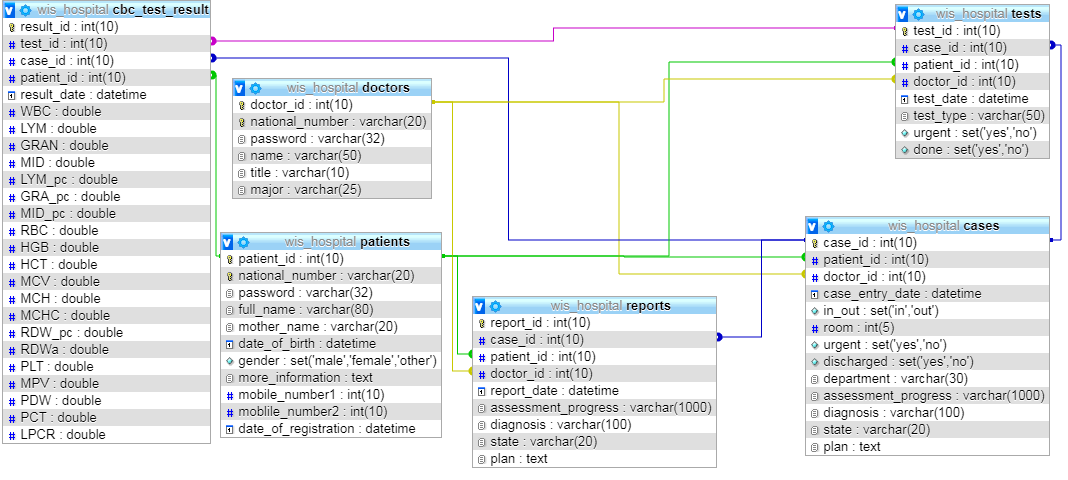 wis_hospital cbc_test_result
result_id : int(10)
test_id : int(10)
case_id : int(10)
patient_id : int(10)
result_date : datetime
WBC : double
LYM : double
GRAN : double
MID : double
LYM_pc : double
GRA_pc : double
MID_pc : double
RBC : double
HGB : double
HCT : double
MCV : double
MCH : double
MCHC : double
RDW_pc : double
RDWa : double
PLT : double
MPV : double
PDW : double
PCT : double
LPCR : double
wis_hospital doctors
doctor_id : int(10)
national_number : varchar(20)
password : varchar(32)
name : varchar(50)
title : varchar(10)
major : varchar(25)
wis_hospital patients
patient_id : int(10)
national_number : varchar(20)
password : varchar(32)
full_name : varchar(80)
mother_name : varchar(20)
date_of_birth : datetime
gender : set('male','female','other')
more_information : text
mobile_number1 : int(10)
moblile_number2 : int(10)
date_of_registration : datetime
wis_hospital reports
report_id : int(10)
case_id : int(10)
patient_id : int(10)
doctor_id : int(10)
report_date : datetime
assessment_progress : varchar(1000)
diagnosis : varchar(100)
state : varchar(20)
plan : text
wis_hospital tests
test_id : int(10)
case_id : int(10)
patient_id : int(10)
doctor_id : int(10)
test_date : datetime
test_type : varchar(50)
urgent : set('yes','no')
done : set('yes','no')
wis_hospital cases
case_id : int(10)
patient_id : int(10)
doctor_id : int(10)
case_entry_date : datetime
in_out : set('in','out')
room : int(5)
urgent : set('yes','no')
discharged : set('yes','no')
department : varchar(30)
assessment_progress : varchar(1000)
diagnosis : varchar(100)
state : varchar(20)
plan : text